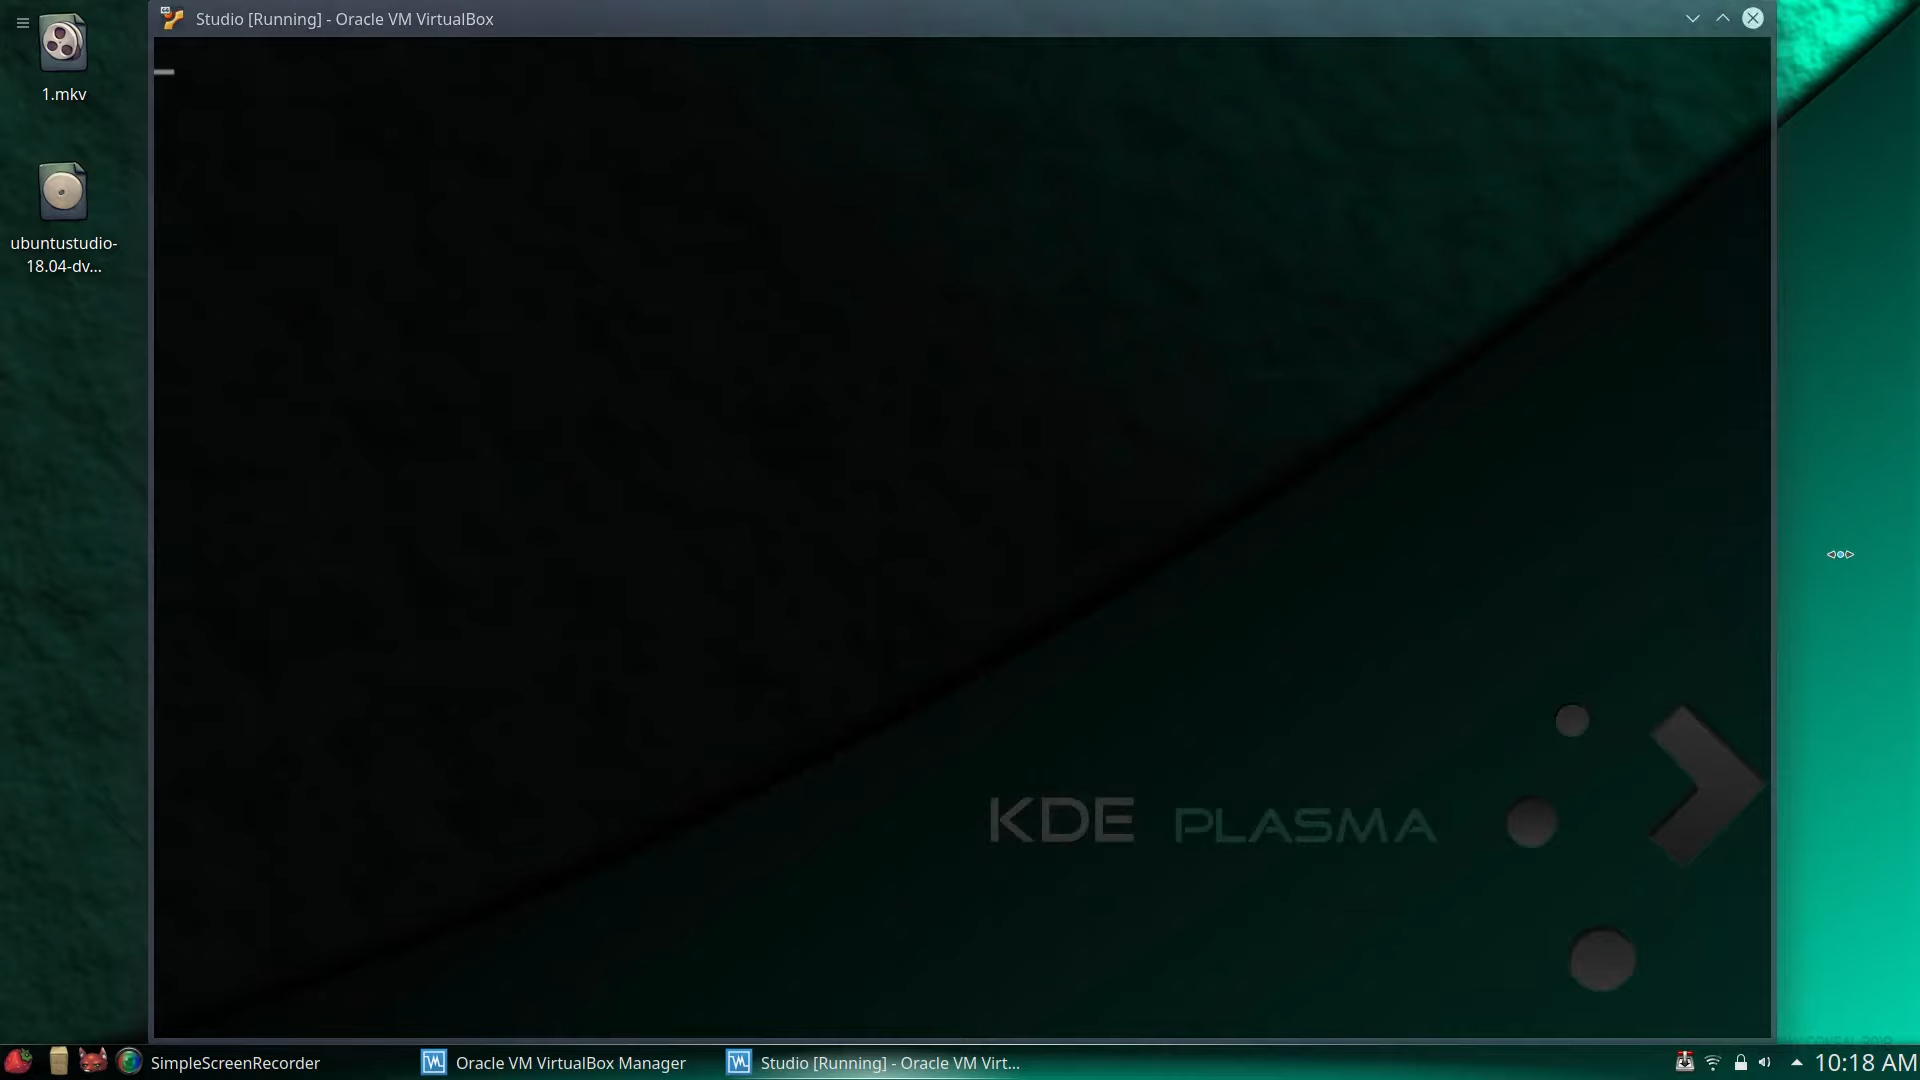 Studio [Running] - Oracle VM VirtualBox
1.mkv
ubuntustudio-
18.04-dv...
KDE PLASMA
SimpleScreenRecorder
Oracle VM VirtualBox Manager
Studio [Running] - Oracle VM Virt...
10:18 AM